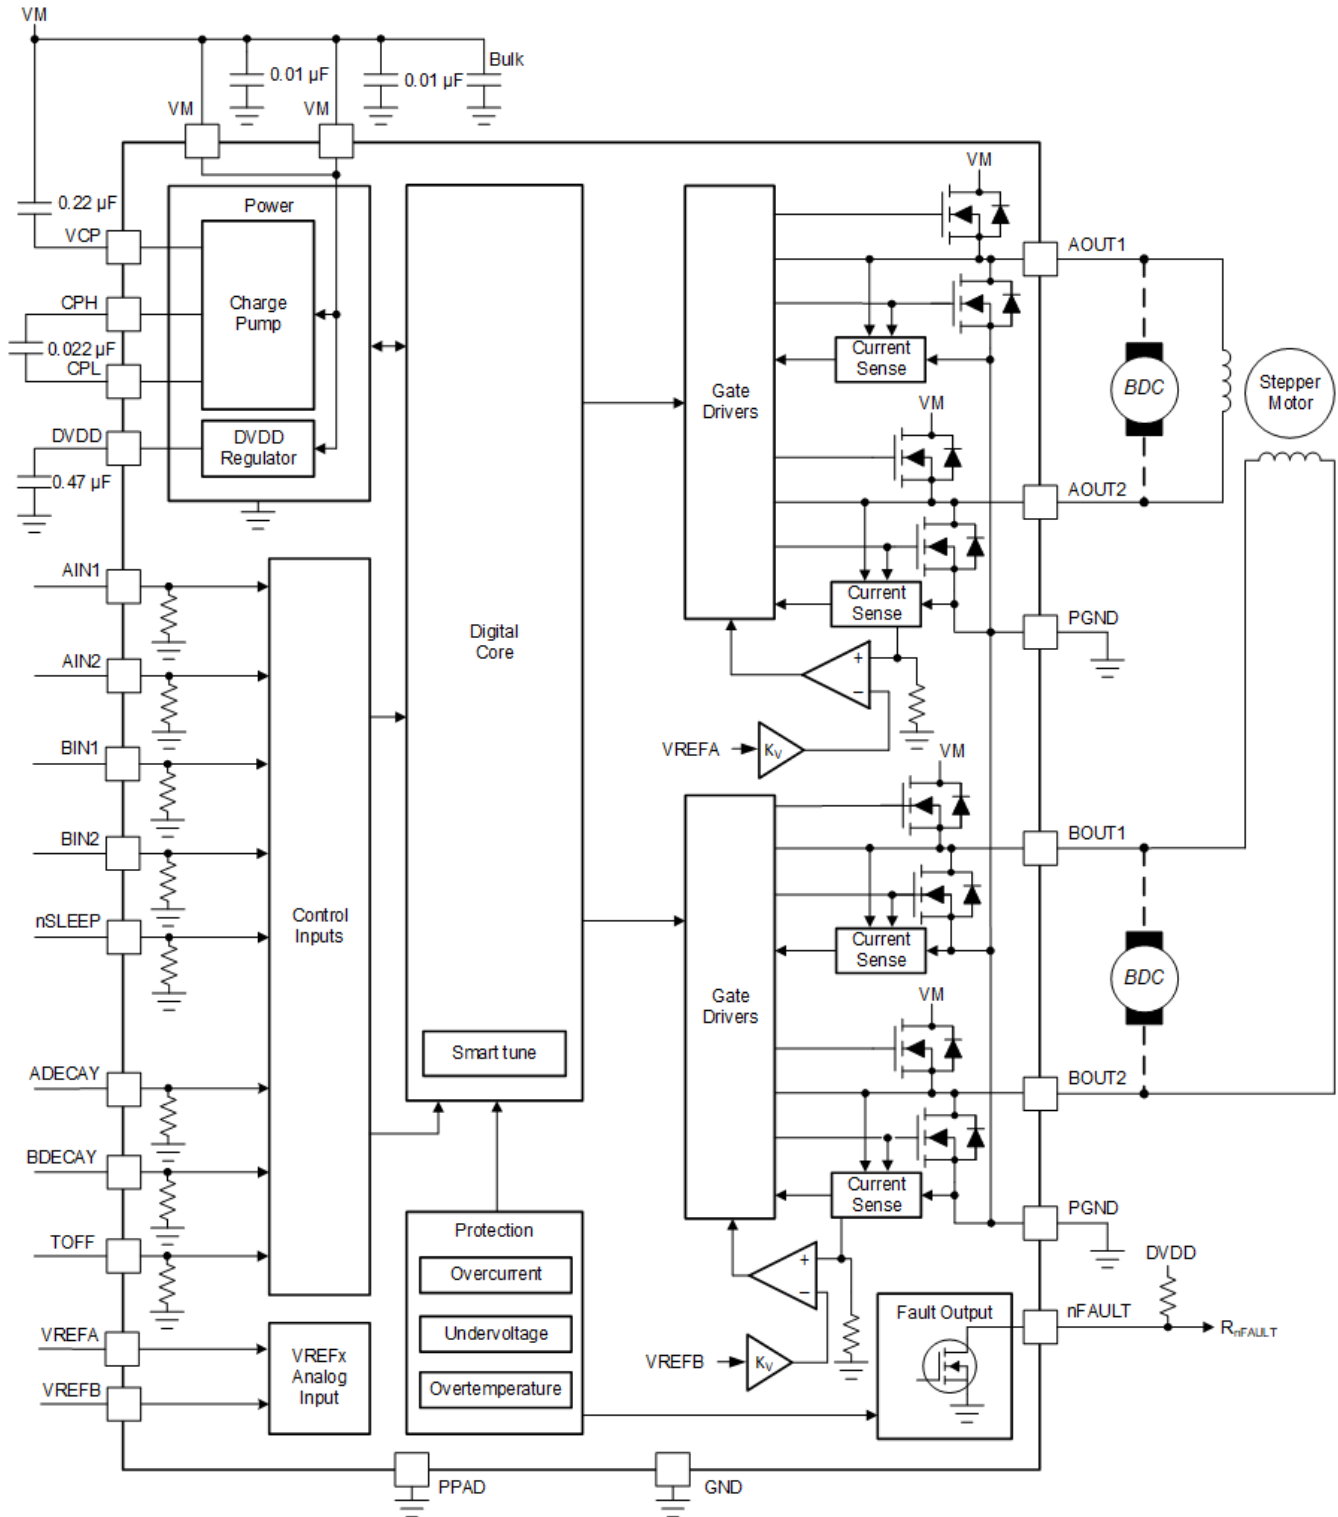 VM
0.01 µF
0.01 µF
Bulk
VM
VM
0.22 µF
VCP
CPH
0.022 µF
CPL
DVDD
0.47 µF
Power
Charge
Pump
DVDD
Regulator
AIN1
AIN2
BIN1
BIN2
nSLEEP
ADECAY
BDECAY
TOFF
VREFA
VREFB
Control
Inputs
VREFx
Analog
Input
Digital
Core
Smart tune
Protection
Overcurrent
Undervoltage
Overtemperature
PPAD
GND
Gate
Drivers
VM
Current
Sense
VM
Current
Sense
+
−
VREFA
KV
Gate
Drivers
VM
Current
Sense
VM
Current
Sense
+
−
VREFB
KV
Fault Output
AOUT1
BDC
Stepper
Motor
AOUT2
PGND
BOUT1
BDC
BOUT2
PGND
DVDD
nFAULT
RnFAULT